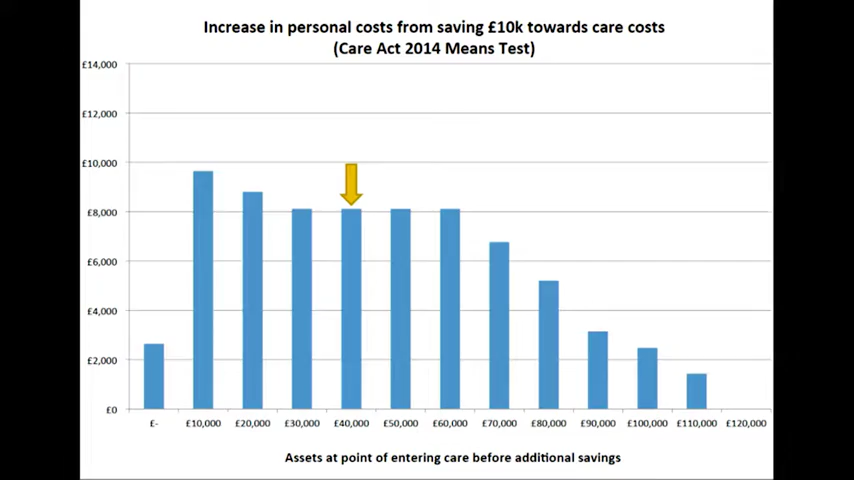 Increase in personal costs from saving £10k towards care costs
(Care Act 2014 Means Test)
£14,000
£12,000
£10,000
£8,000
£6,000
£4,000
£2,000
£0
£- £10,000 £20,000 £30,000 £40,000 £50,000 £60,000 £70,000 £80,000 £90,000 £100,000 £110,000 £120,000
Assets at point of entering care before additional savings